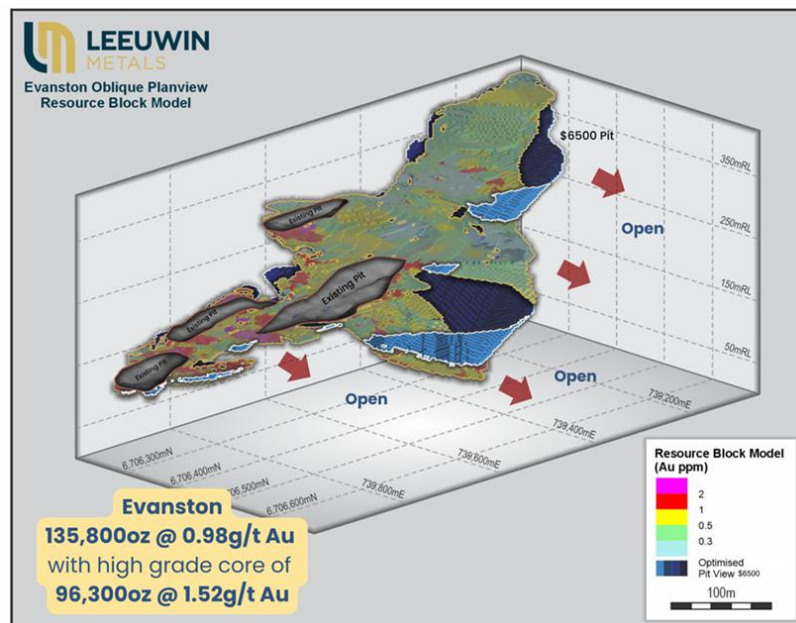 LEEUWIN
METALS
Evanston Oblique Planview
Resource Block Model
$6500 Pit
350mRL
250mRL
150mRL
50mRL
Open
Existing Pit
Existing Pit
Existing Pit
Existing Pit
Open
Open
739,200mE
739,400mE
739,600mE
739,800mE
6,706,300mN
6,706,400mN
6,706,500mN
6,706,600mN
Evanston
135,800oz @ 0.98g/t Au
with high grade core of
96,300oz @ 1.52g/t Au
Resource Block Model
(Au ppm)
2
1
0.5
0.3
Optimised
Pit View $6500
100m